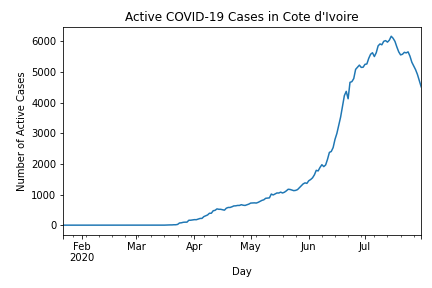 Active COVID-19 Cases in Cote d'Ivoire
Number of Active Cases
6000
5000
4000
3000
2000
1000
0
Feb Mar Apr May Jun Jul
2020
Day